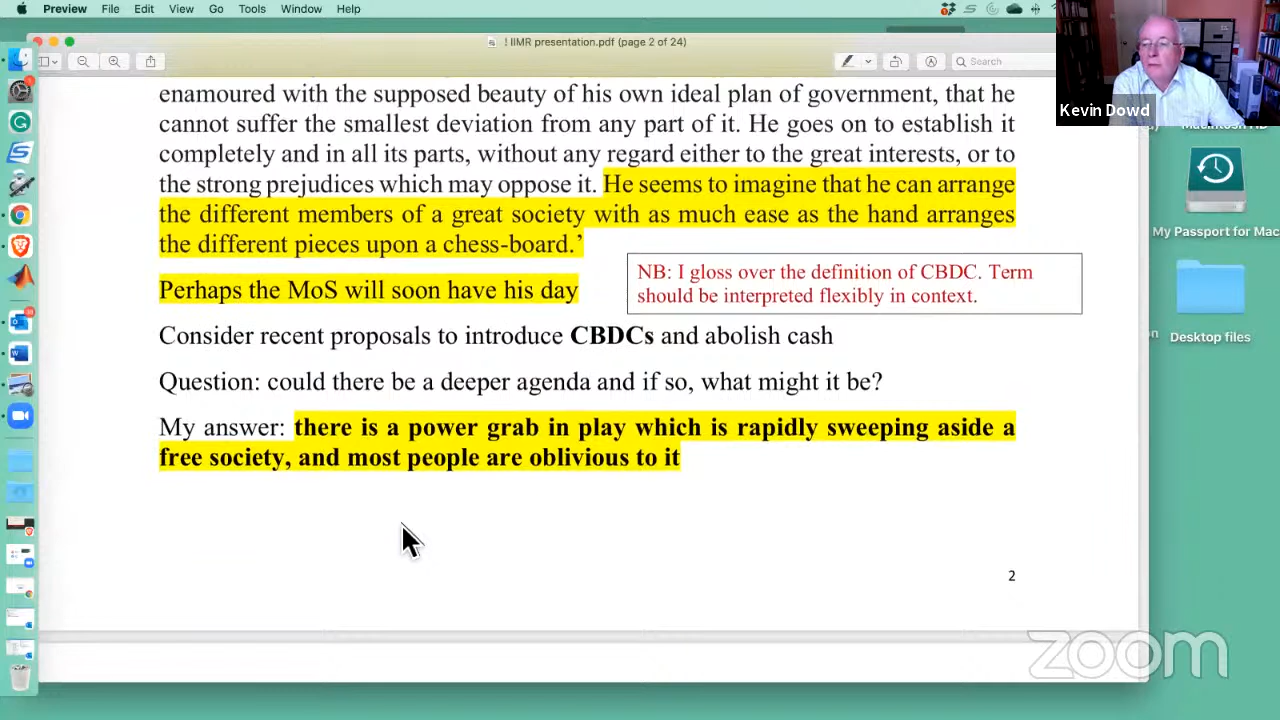 Preview File Edit View Go Tools Window Help
! IIMR presentation.pdf (page 2 of 24)
Search
Kevin Dowd
enamoured with the supposed beauty of his own ideal plan of government, that he
cannot suffer the smallest deviation from any part of it. He goes on to establish it
completely and in all its parts, without any regard either to the great interests, or to
the strong prejudices which may oppose it. He seems to imagine that he can arrange
the different members of a great society with as much ease as the hand arranges
the different pieces upon a chess-board.’
NB: I gloss over the definition of CBDC. Term
should be interpreted flexibly in context.
Perhaps the MoS will soon have his day
Consider recent proposals to introduce CBDCs and abolish cash
Question: could there be a deeper agenda and if so, what might it be?
My answer: there is a power grab in play which is rapidly sweeping aside a
free society, and most people are oblivious to it
2
My Passport for Mac
Desktop files
zoom